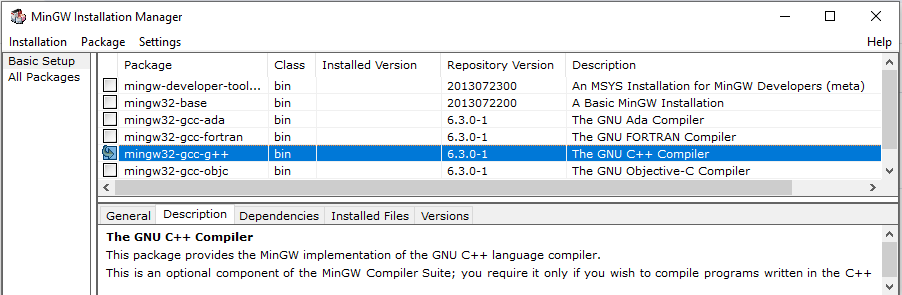 MinGW Installation Manager
Installation Package Settings Help
Basic Setup
All Packages
Package Class Installed Version Repository Version Description
mingw-developer-tool... bin 2013072300 An MSYS Installation for MinGW Developers (meta)
mingw32-base bin 2013072200 A Basic MinGW Installation
mingw32-gcc-ada bin 6.3.0-1 The GNU Ada Compiler
mingw32-gcc-fortran bin 6.3.0-1 The GNU FORTRAN Compiler
mingw32-gcc-g++ bin 6.3.0-1 The GNU C++ Compiler
mingw32-gcc-objc bin 6.3.0-1 The GNU Objective-C Compiler
General Description Dependencies Installed Files Versions
The GNU C++ Compiler
This package provides the MinGW implementation of the GNU C++ language compiler.
This is an optional component of the MinGW Compiler Suite; you require it only if you wish to compile programs written in the C++